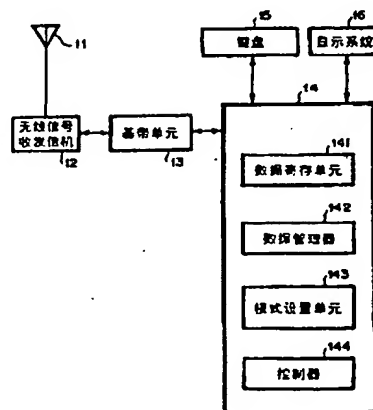 15
16
键盘
显示系统
11
14
无线信号
收发信机
12
基带单元
13
141
数据寄存单元
142
数据管理器
143
模式设置单元
144
控制器